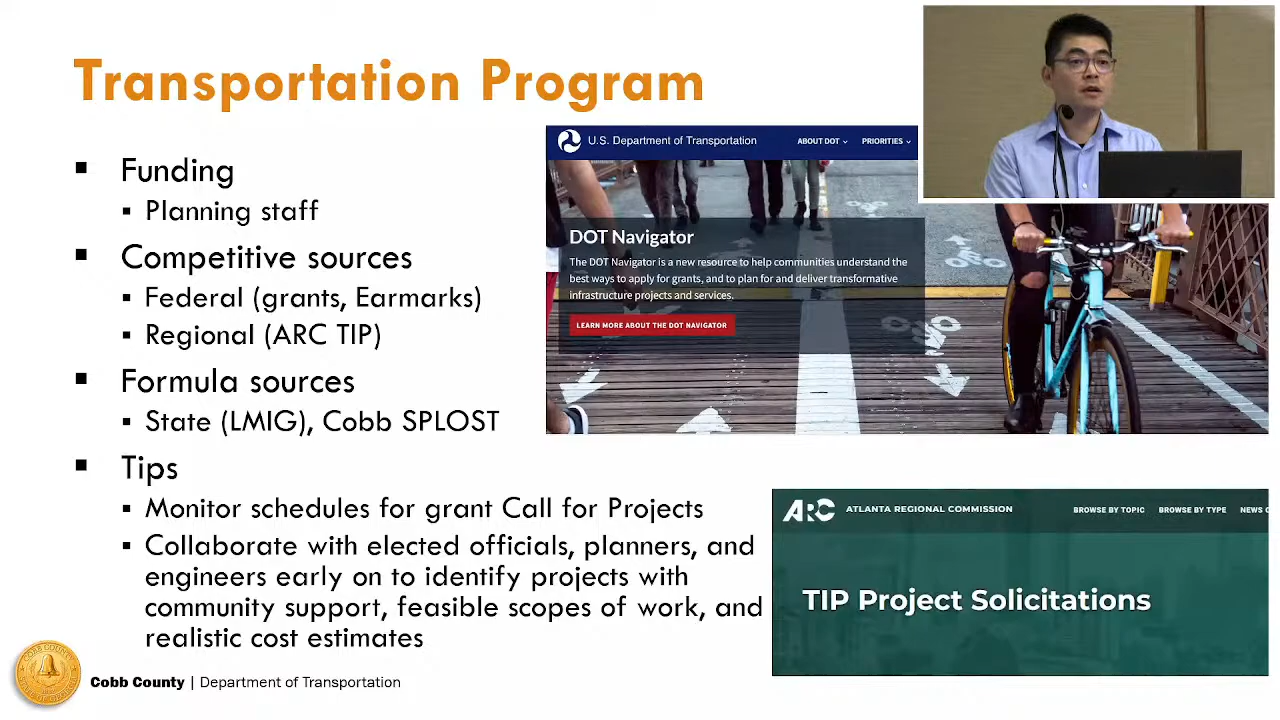 Transportation Program
▪ Funding
▪ Planning staff
▪ Competitive sources
▪ Federal (grants, Earmarks)
▪ Regional (ARC TIP)
▪ Formula sources
▪ State (LMIG), Cobb SPLOST
▪ Tips
▪ Monitor schedules for grant Call for Projects
▪ Collaborate with elected officials, planners, and
engineers early on to identify projects with
community support, feasible scopes of work, and
realistic cost estimates
U.S. Department of Transportation
ABOUT DOT
PRIORITIES
DOT Navigator
The DOT Navigator is a new resource to help communities understand the
best ways to apply for grants, and to plan for and deliver transformative
infrastructure projects and services.
LEARN MORE ABOUT THE DOT NAVIGATOR
ARC ATLANTA REGIONAL COMMISSION
BROWSE BY TOPIC
BROWSE BY TYPE
NEWS
TIP Project Solicitations
Cobb County | Department of Transportation